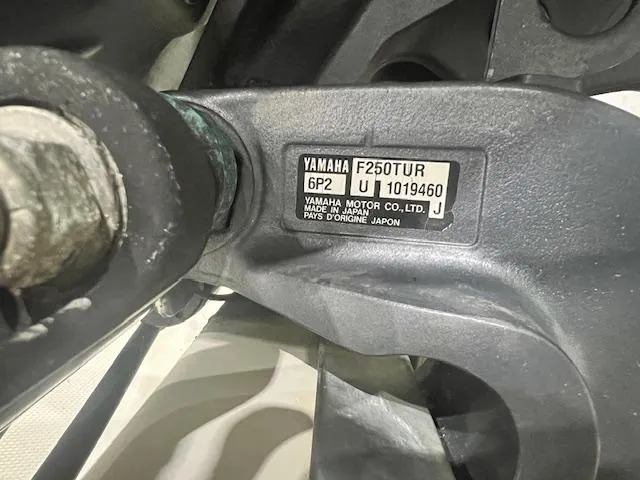 YAMAHA F250TUR
6P2 U 1019460
YAMAHA MOTOR CO.,LTD. J
MADE IN JAPAN
PAYS D'ORIGINE JAPON